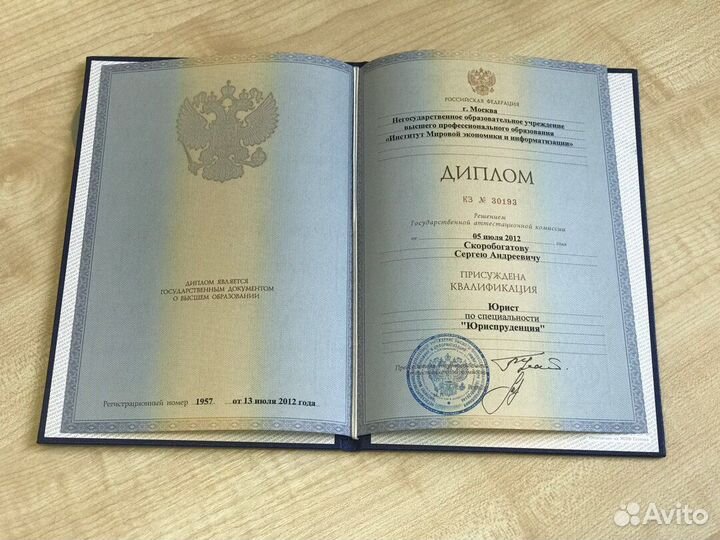 ДИПЛОМ ЯВЛЯЕТСЯ
ГОСУДАРСТВЕННЫМ ДОКУМЕНТОМ
О ВЫСШЕМ ОБРАЗОВАНИИ
Регистрационный номер 1957 от 13 июля 2012 года
РОССИЙСКАЯ ФЕДЕРАЦИЯ
г. Москва
Негосударственное образовательное учреждение
высшего профессионального образования
«Институт Мировой экономики и информатизации»
ДИПЛОМ
КЗ № 30193
Решением
Государственной аттестационной комиссии
от 05 июля 2012 года
Скоробогатову
Сергею Андреевичу
ПРИСУЖДЕНА
КВАЛИФИКАЦИЯ
Юрист
по специальности
"Юриспруденция"
Avito